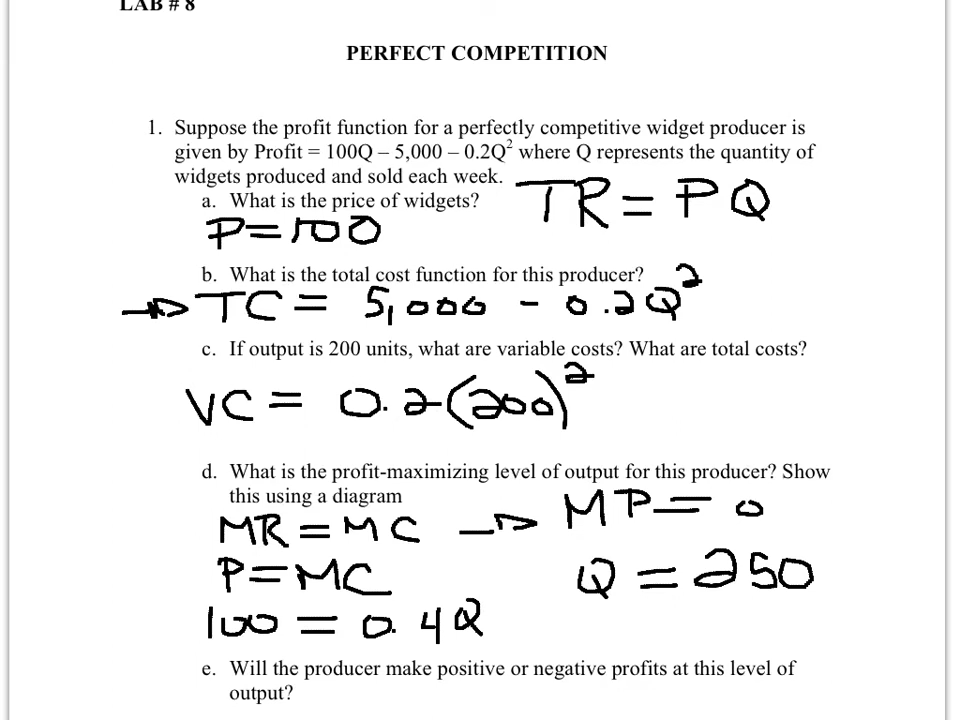 LAB # 8
PERFECT COMPETITION
1. Suppose the profit function for a perfectly competitive widget producer is
given by Profit = 100Q – 5,000 – 0.2Q² where Q represents the quantity of
widgets produced and sold each week.
a. What is the price of widgets?
TR = PQ
P = 100
b. What is the total cost function for this producer?
→ TC = 5,000 - 0.2Q²
c. If output is 200 units, what are variable costs? What are total costs?
VC = 0.2(200)²
d. What is the profit-maximizing level of output for this producer? Show
this using a diagram
MR = MC → MP = 0
P = MC Q = 250
100 = 0.4Q
e. Will the producer make positive or negative profits at this level of
output?